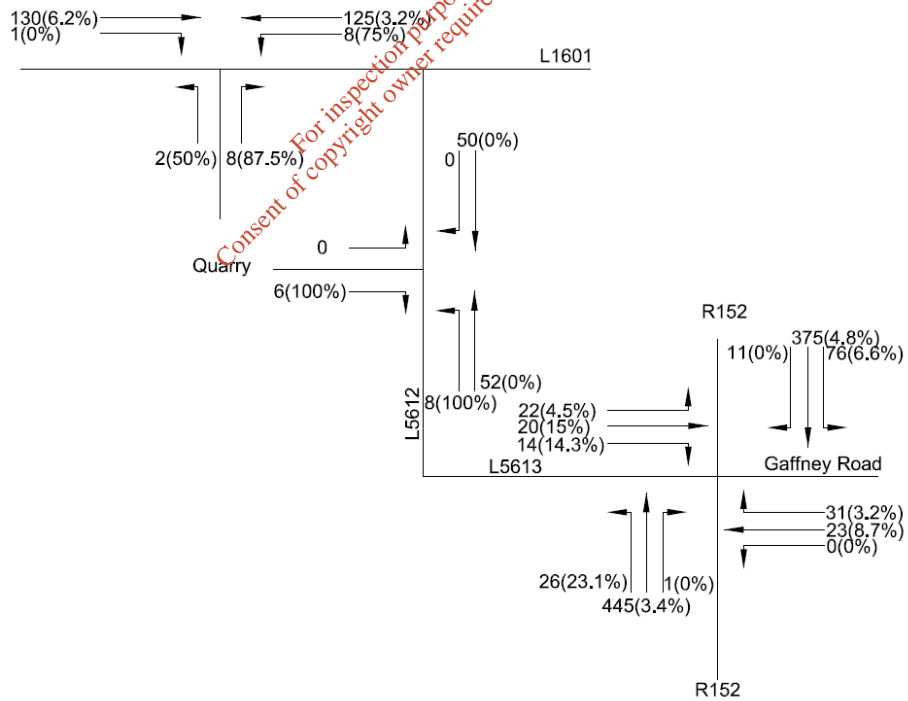 130(6.2%)
1(0%)
125(3.2%)
8(75%)
L1601
For inspection purpo
Consent of copyright owner require
2(50%)
8(87.5%)
50(0%)
0
0
Quarry
6(100%)
52(0%)
8(100%)
L5612
R152
375(4.8%)
11(0%)
76(6.6%)
22(4.5%)
20(15%)
14(14.3%)
L5613
Gaffney Road
31(3.2%)
23(8.7%)
0(0%)
26(23.1%)
1(0%)
445(3.4%)
R152